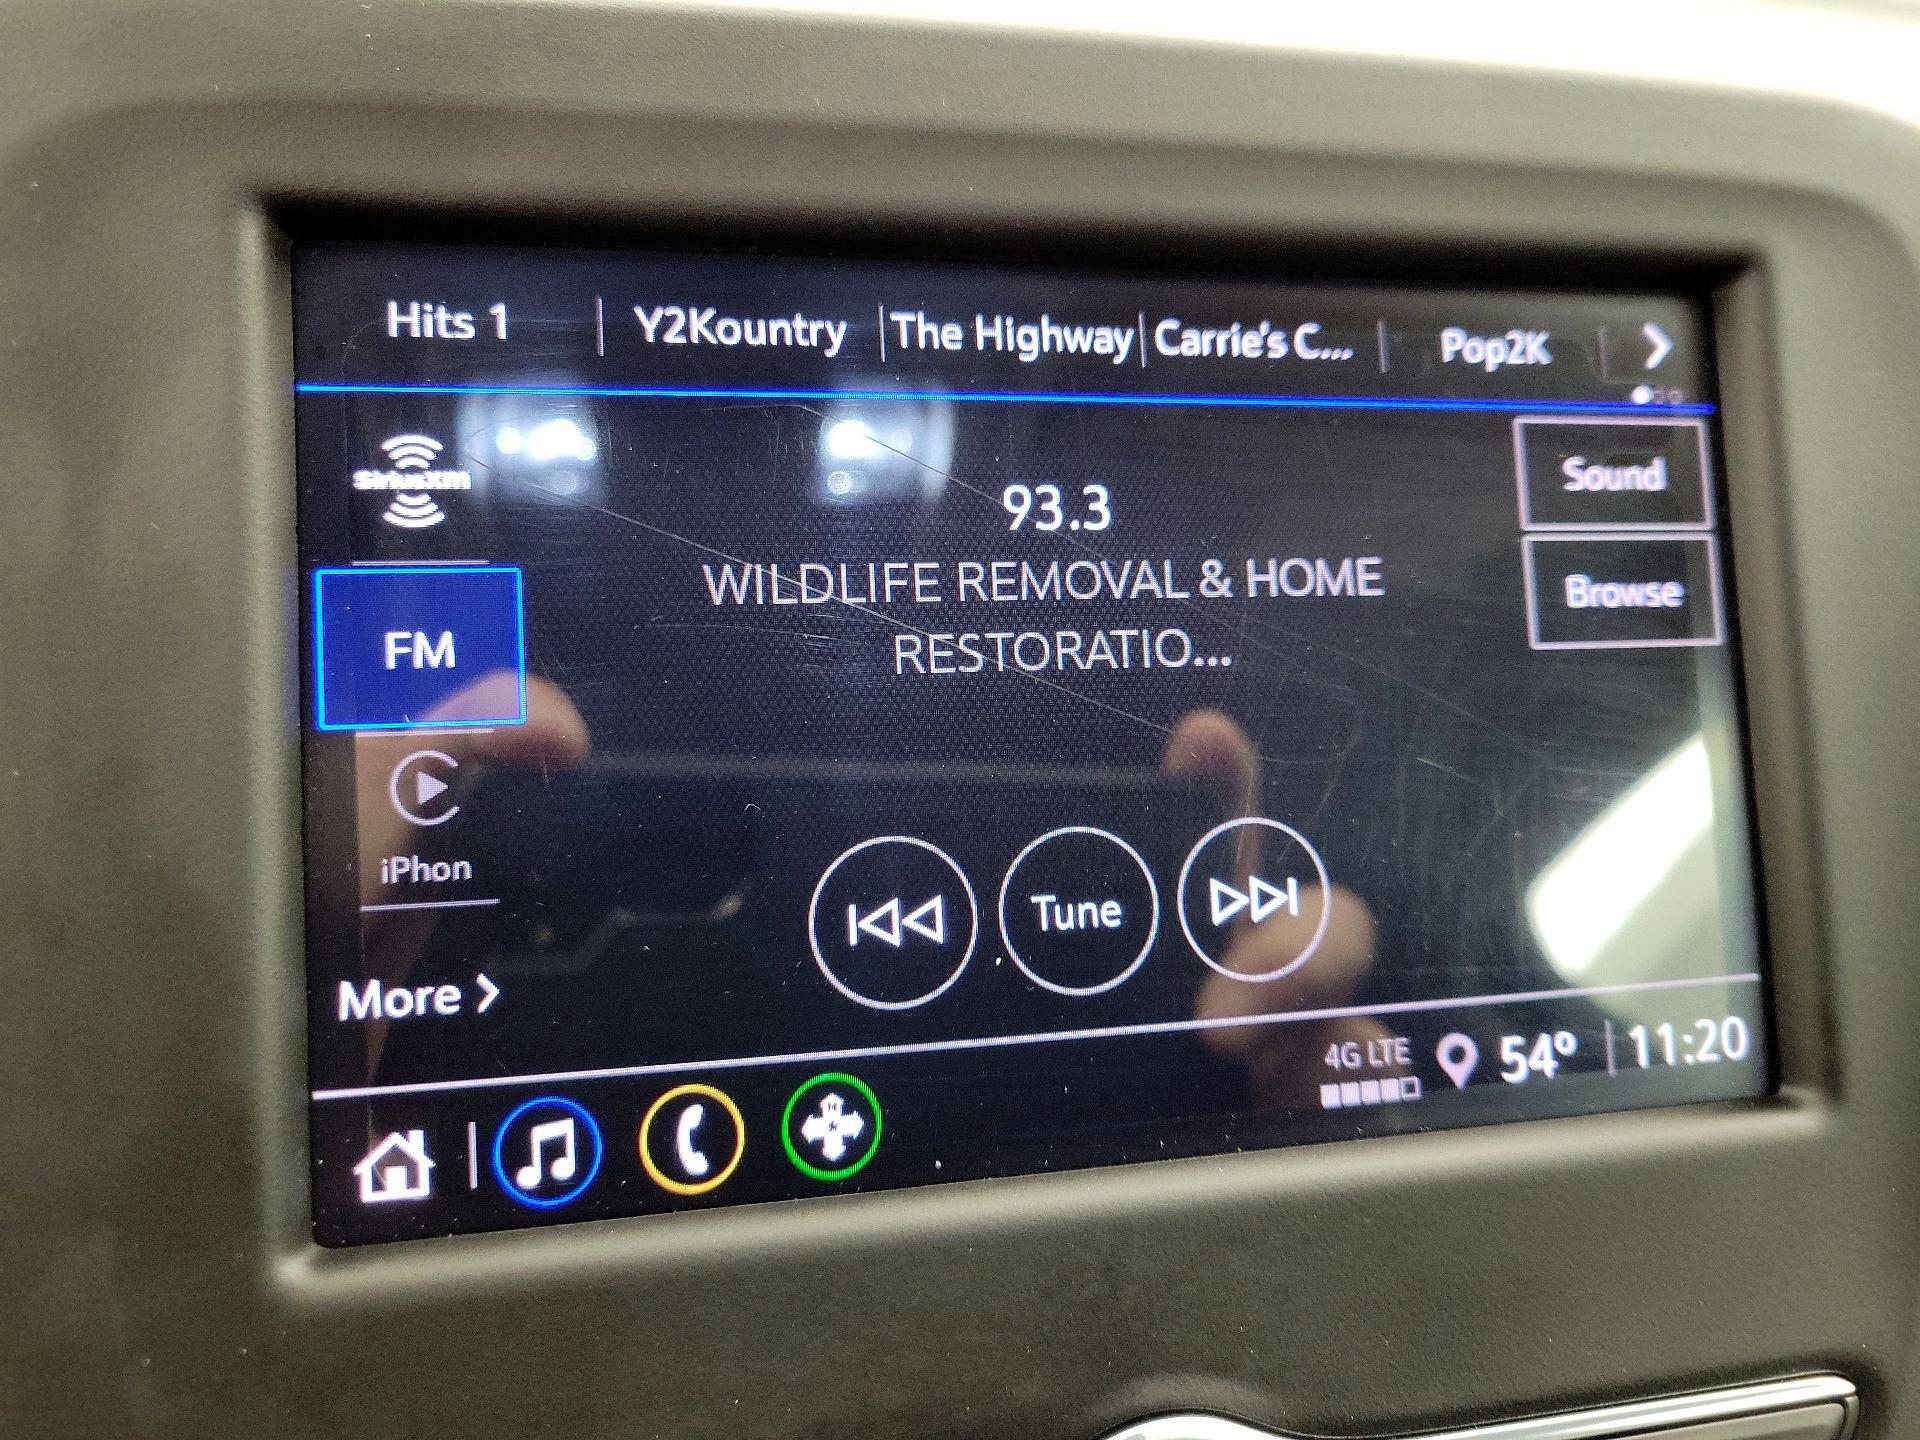 Hits 1
Y2Kountry
The Highway
Carrie's C...
Pop2K
SiriusXM
Sound
93.3
Browse
WILDLIFE REMOVAL & HOME
RESTORATIO...
FM
iPhon
Tune
More
4G LTE
54°
11:20